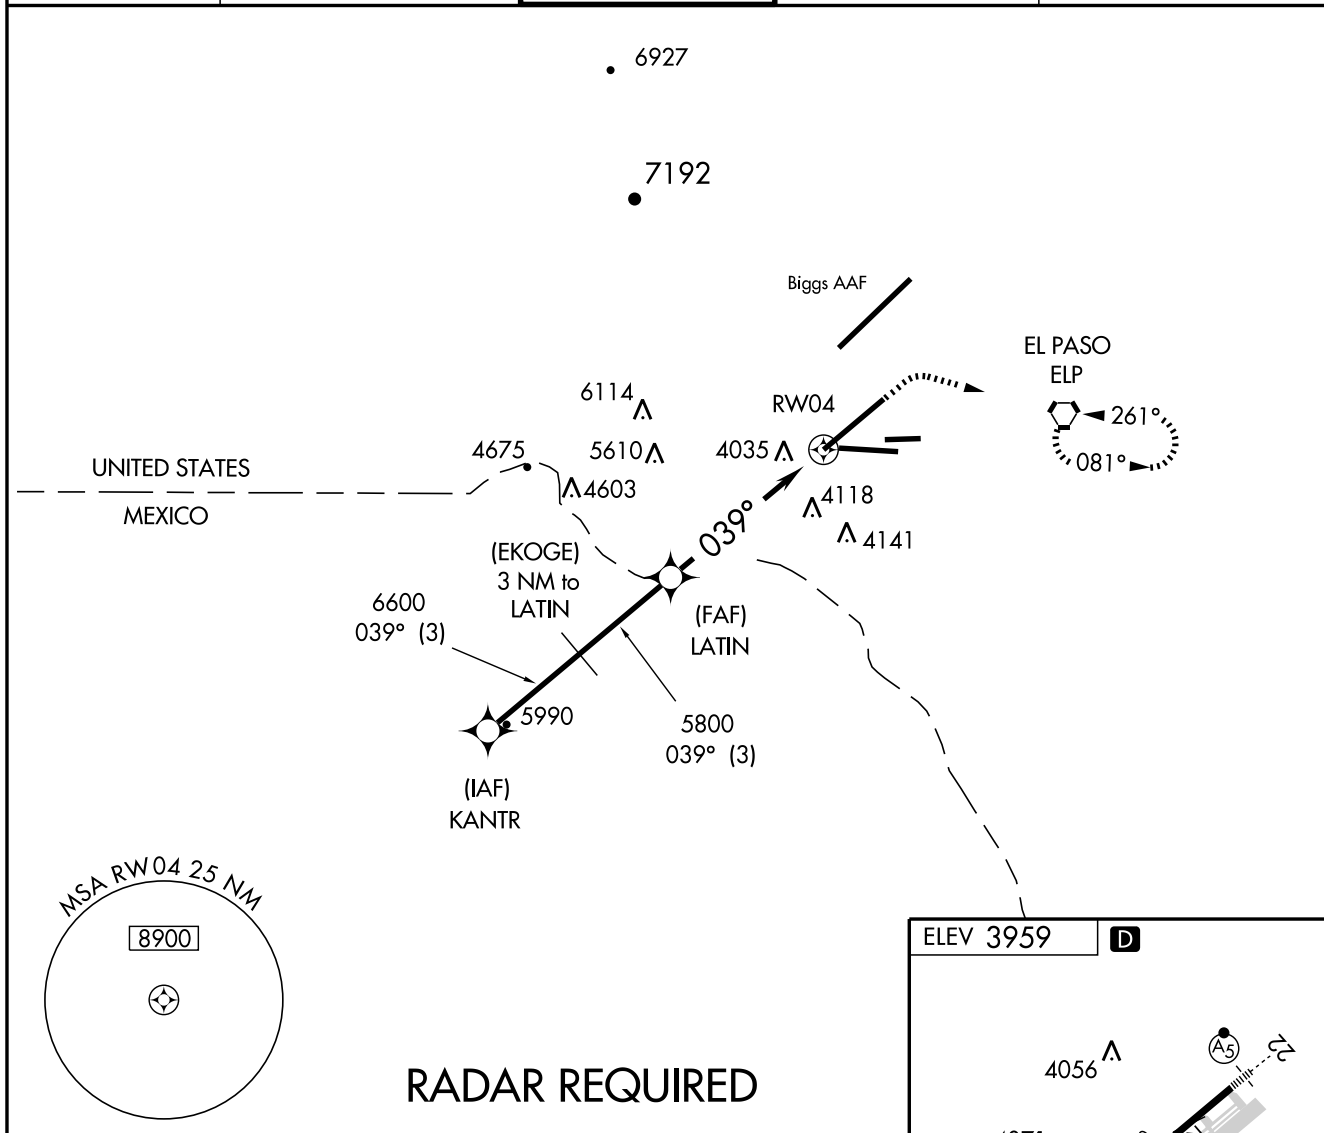 6927
7192
Biggs AAF
EL PASO
ELP
6114
RW04
261°
5610
4035
4675
081°
UNITED STATES
4603
4118
MEXICO
039°
4141
(EKOGE)
3 NM to
LATIN
6600
039° (3)
(FAF)
LATIN
5990
5800
039° (3)
(IAF)
KANTR
MSA RW04 25 NM
8900
ELEV 3959
D
A5
22
4056
RADAR REQUIRED